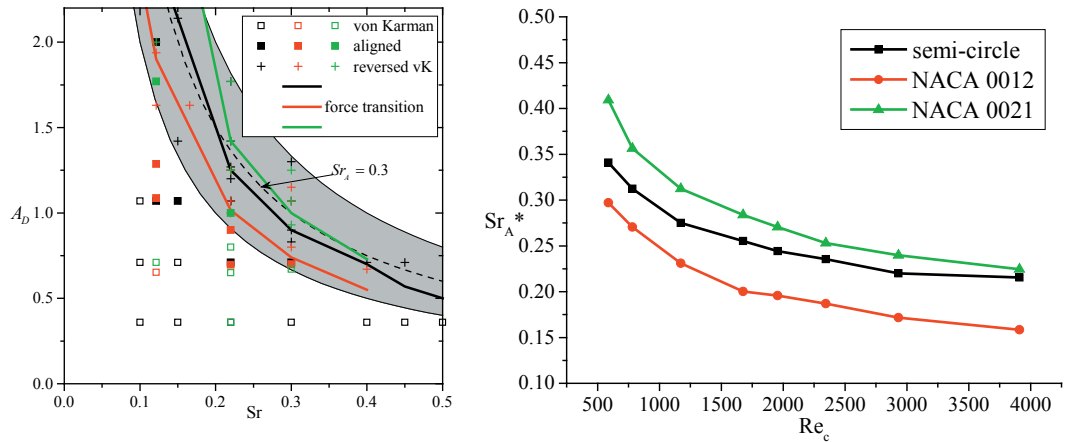 2.0
1.5
1.0
0.5
0.0
A_D
0.0 0.1 0.2 0.3 0.4 0.5
Sr
von Karman
aligned
reversed vK
force transition
Sr_A = 0.3
0.50
0.45
0.40
0.35
0.30
0.25
0.20
0.15
0.10
Sr_A*
500 1000 1500 2000 2500 3000 3500 4000
Re_c
semi-circle
NACA 0012
NACA 0021